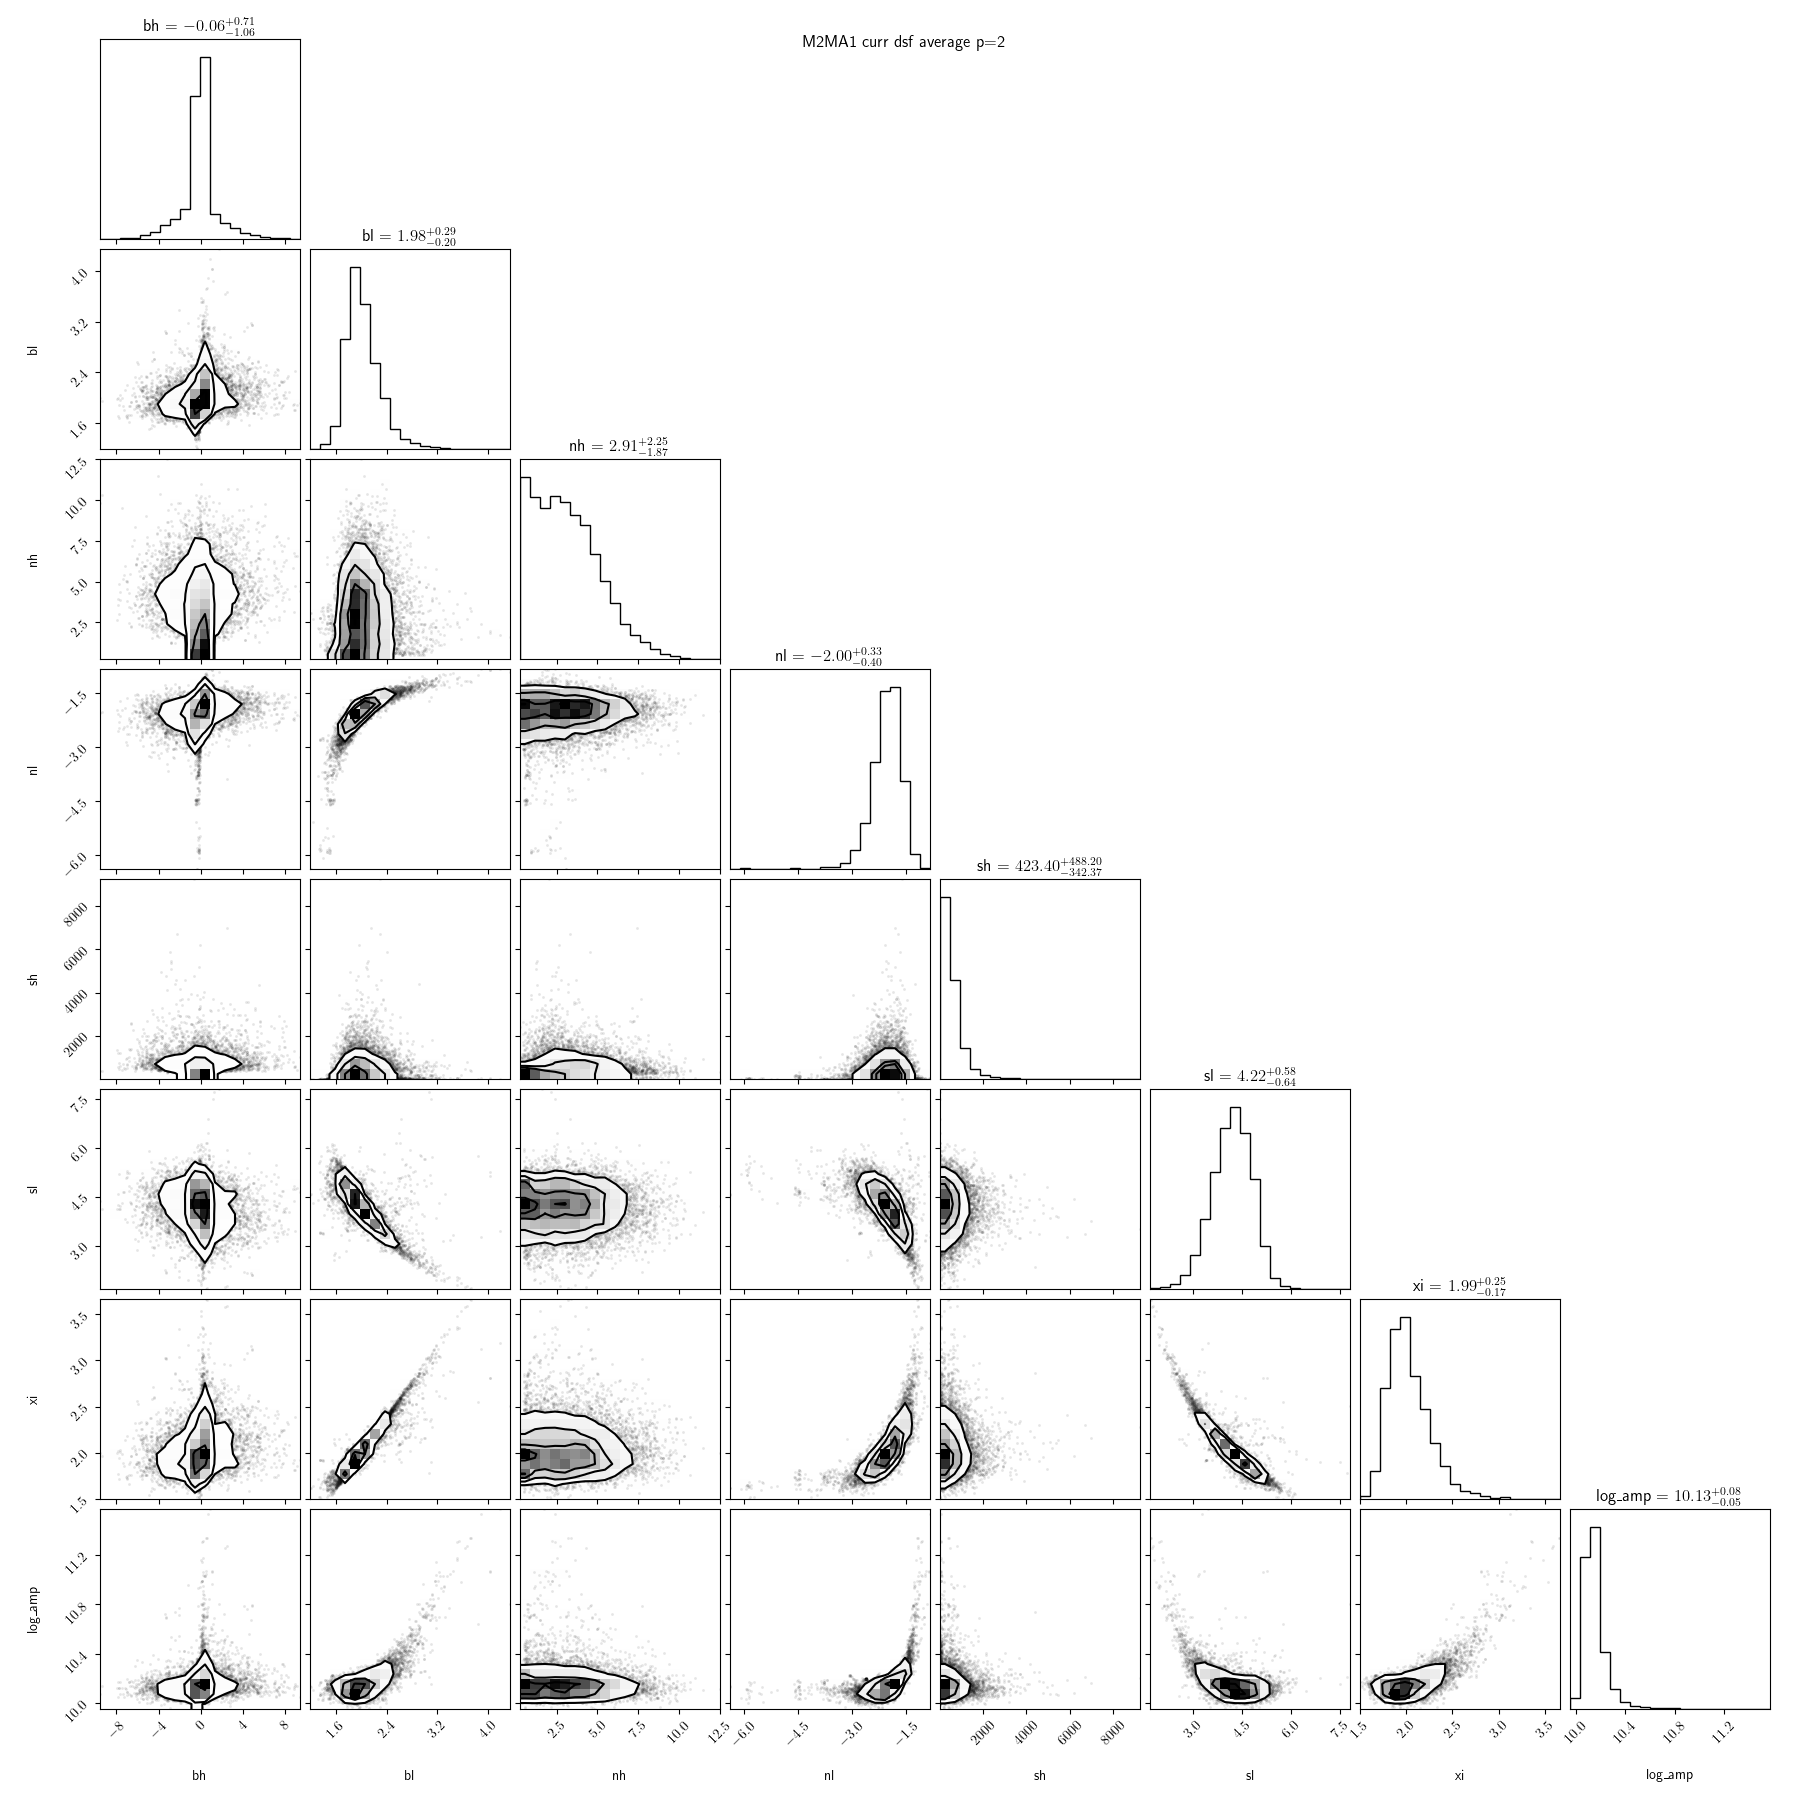 M2MA1 curr dsf average p=2
bh = −0.06 +0.71 −1.06
bl = 1.98 +0.29 −0.20
4.0
3.2
2.4
1.6
bl
nh = 2.91 +2.25 −1.87
12.5
10.0
7.5
5.0
2.5
nh
nl = −2.00 +0.33 −0.40
−1.5
−3.0
−4.5
−6.0
nl
sh = 423.40 +488.20 −342.37
8000
6000
4000
2000
sh
sl = 4.22 +0.58 −0.64
7.5
6.0
4.5
3.0
sl
xi = 1.99 +0.25 −0.17
3.5
3.0
2.5
2.0
1.5
xi
log_amp = 10.13 +0.08 −0.05
11.2
10.8
10.4
10.0
log_amp
−8 −4 0 4 8 1.6 2.4 3.2 4.0 2.5 5.0 7.5 10.0 12.5 −6.0 −4.5 −3.0 −1.5 2000 4000 6000 8000 3.0 4.5 6.0 7.5 1.5 2.0 2.5 3.0 3.5 10.0 10.4 10.8 11.2
bh bl nh nl sh sl xi log_amp